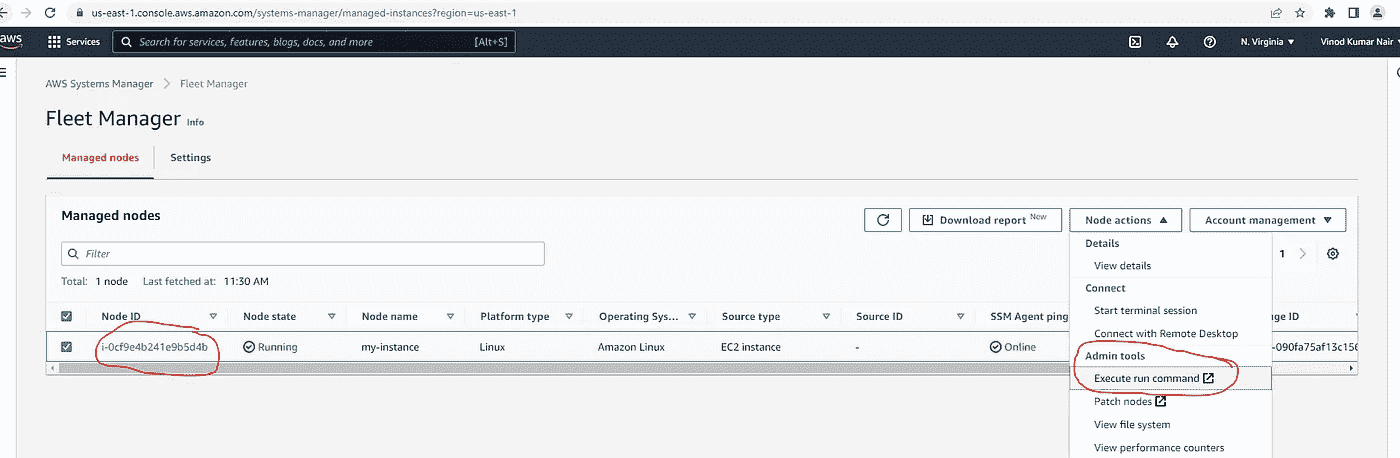 us-east-1.console.aws.amazon.com/systems-manager/managed-instances?region=us-east-1
aws Services Search for services, features, blogs, docs, and more [Alt+S] N. Virginia Vinod Kumar Nair
AWS Systems Manager Fleet Manager
Fleet Manager Info
Managed nodes Settings
Managed nodes Download report New Node actions Account management
Filter 1
Total: 1 node Last fetched at: 11:30 AM
Node ID Node state Node name Platform type Operating Sys... Source type Source ID SSM Agent ping ge ID
i-0cf9e4b241e9b5d4b Running my-instance Linux Amazon Linux EC2 instance - Online -090fa75af13c156
Details
View details
Connect
Start terminal session
Connect with Remote Desktop
Admin tools
Execute run command
Patch nodes
View file system
View performance counters